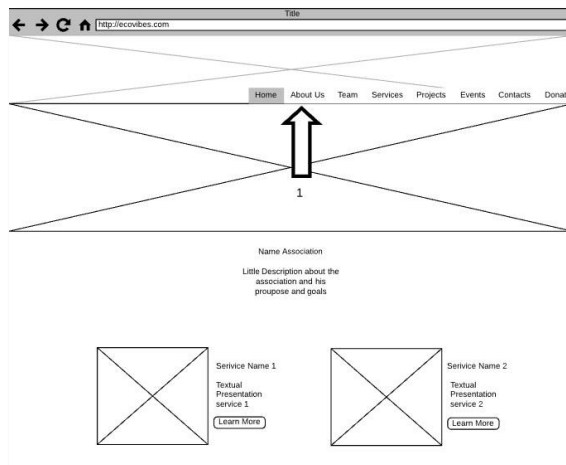 Title
http://ecovibes.com
Home About Us Team Services Projects Events Contacts Donat
1
Name Association
Little Description about the
association and his
proupose and goals
Serivice Name 1
Textual
Presentation
service 1
Learn More
Serivice Name 2
Textual
Presentation
service 2
Learn More